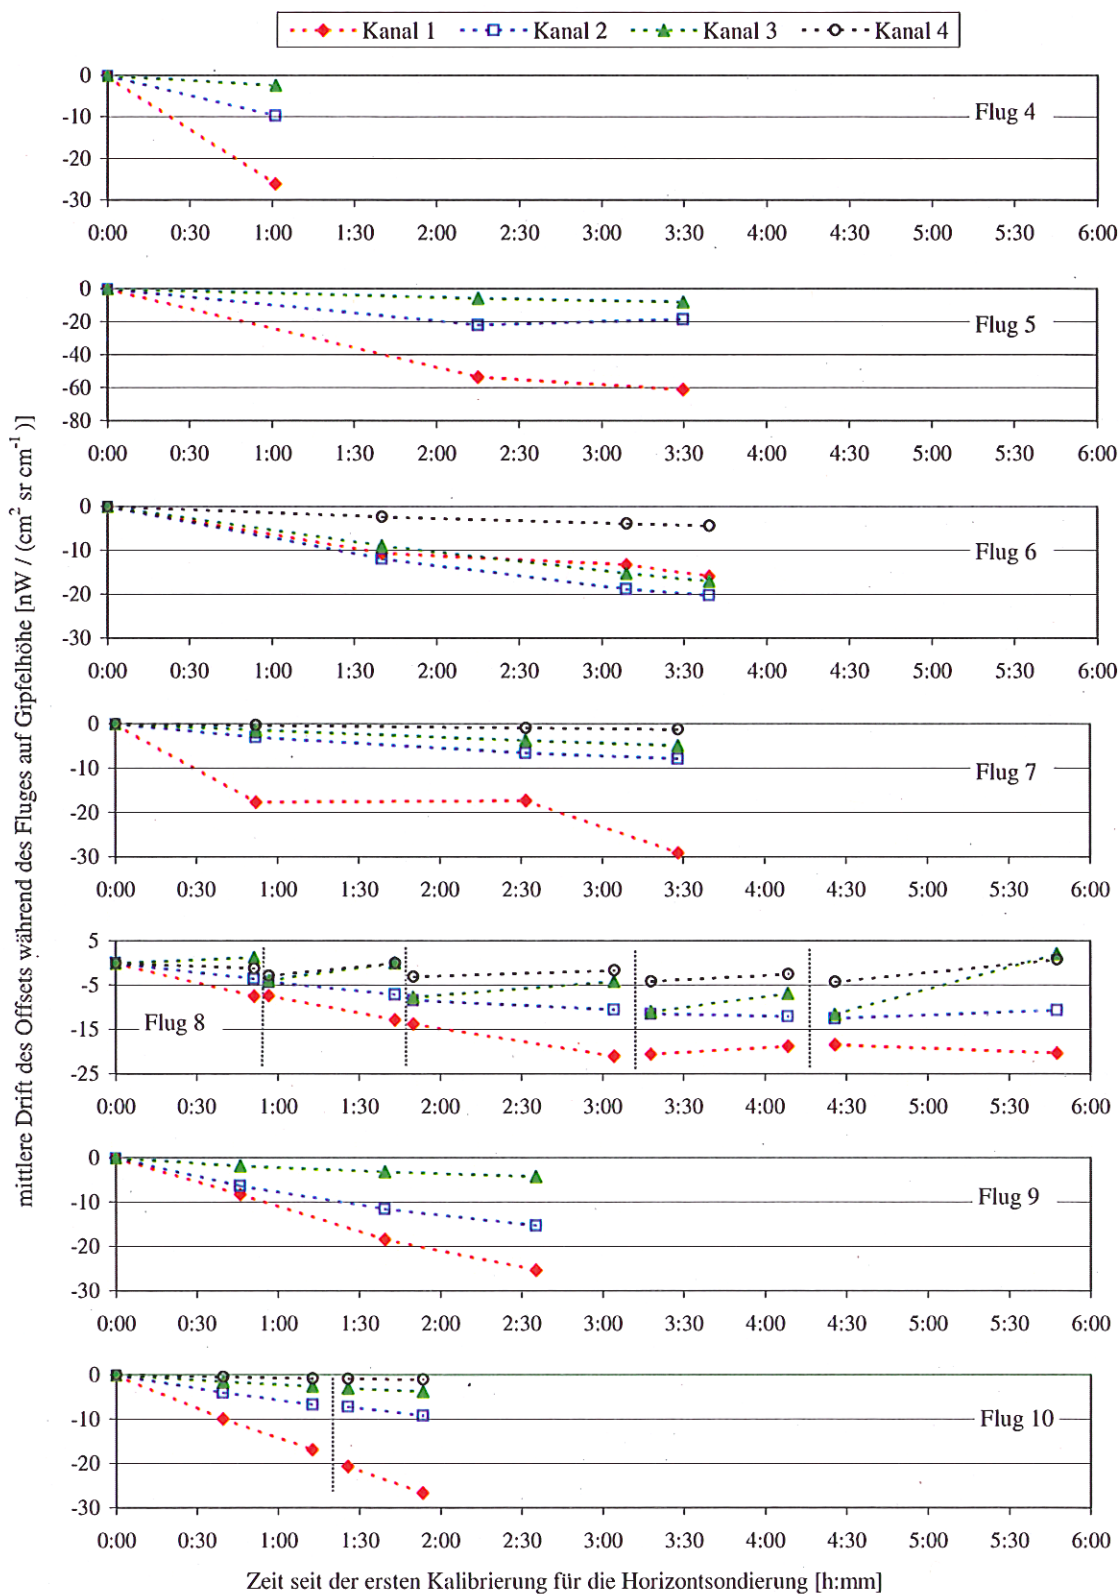 Kanal 1 Kanal 2 Kanal 3 Kanal 4
mittlere Drift des Offsets während des Fluges auf Gipfelhöhe [nW / (cm² sr cm⁻¹ )]
0
-10
-20
-30
Flug 4
0:00 0:30 1:00 1:30 2:00 2:30 3:00 3:30 4:00 4:30 5:00 5:30 6:00
0
-20
-40
-60
-80
Flug 5
0:00 0:30 1:00 1:30 2:00 2:30 3:00 3:30 4:00 4:30 5:00 5:30 6:00
0
-10
-20
-30
Flug 6
0:00 0:30 1:00 1:30 2:00 2:30 3:00 3:30 4:00 4:30 5:00 5:30 6:00
0
-10
-20
-30
Flug 7
0:00 0:30 1:00 1:30 2:00 2:30 3:00 3:30 4:00 4:30 5:00 5:30 6:00
5
-5
-15
-25
Flug 8
0:00 0:30 1:00 1:30 2:00 2:30 3:00 3:30 4:00 4:30 5:00 5:30 6:00
0
-10
-20
-30
Flug 9
0:00 0:30 1:00 1:30 2:00 2:30 3:00 3:30 4:00 4:30 5:00 5:30 6:00
0
-10
-20
-30
Flug 10
0:00 0:30 1:00 1:30 2:00 2:30 3:00 3:30 4:00 4:30 5:00 5:30 6:00
Zeit seit der ersten Kalibrierung für die Horizontsondierung [h:mm]